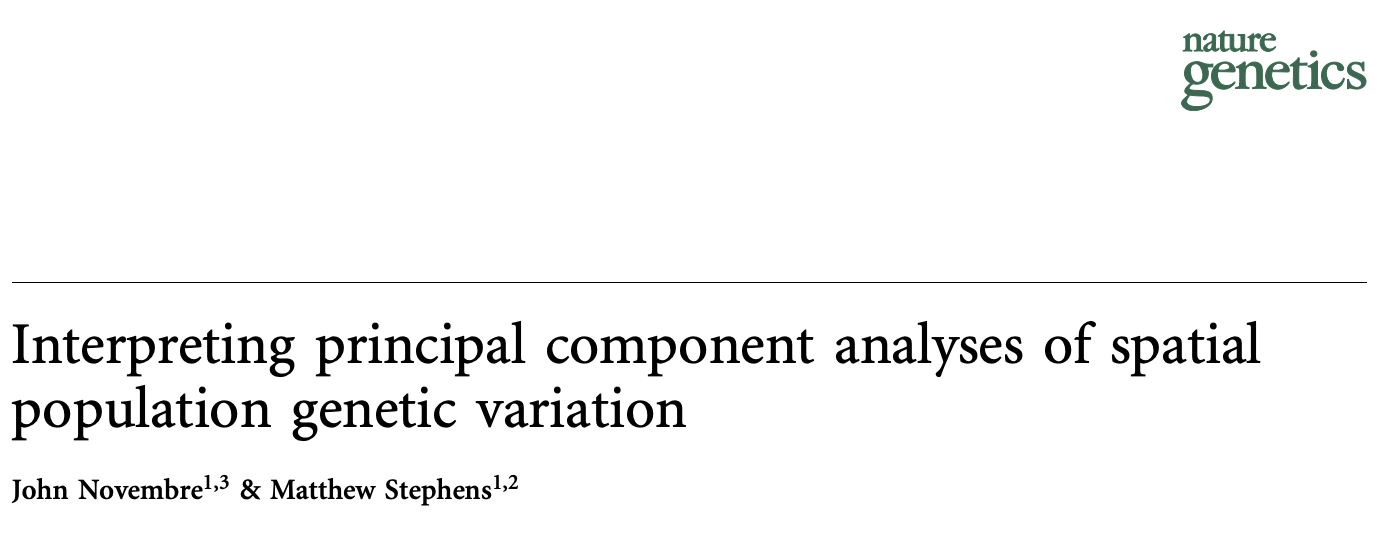 nature
genetics
Interpreting principal component analyses of spatial
population genetic variation
John Novembre1,3 & Matthew Stephens1,2